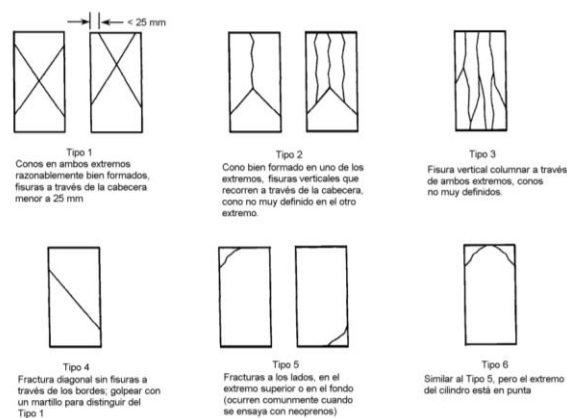 < 25 mm
Tipo 1
Conos en ambos extremos
razonablemente bien formados,
fisuras a través de la cabecera
menor a 25 mm
Tipo 2
Cono bien formado en uno de los
extremos, fisuras verticales que
recorren a través de la cabecera,
cono no muy definido en el otro
extremo.
Tipo 3
Fisura vertical columnar a través
de ambos extremos, conos
no muy definidos.
Tipo 4
Fractura diagonal sin fisuras a
través de los bordes; golpear con
un martillo para distinguir del
Tipo 1
Tipo 5
Fracturas a los lados, en el
extremo superior o en el fondo
(ocurren comunmente cuando
se ensaya con neoprenos)
Tipo 6
Similar al Tipo 5, pero el extremo
del cilindro está en punta